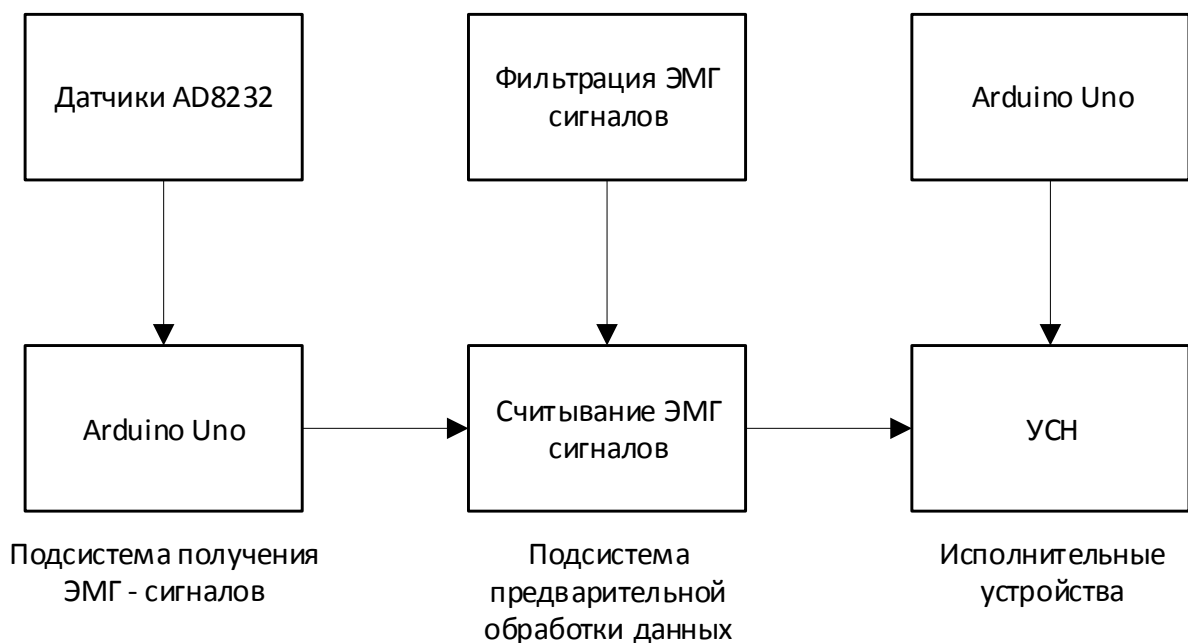 Датчики AD8232
Фильтрация ЭМГ
сигналов
Arduino Uno
Arduino Uno
Считывание ЭМГ
сигналов
УСН
Подсистема получения
ЭМГ - сигналов
Подсистема
предварительной
обработки данных
Исполнительные
устройства